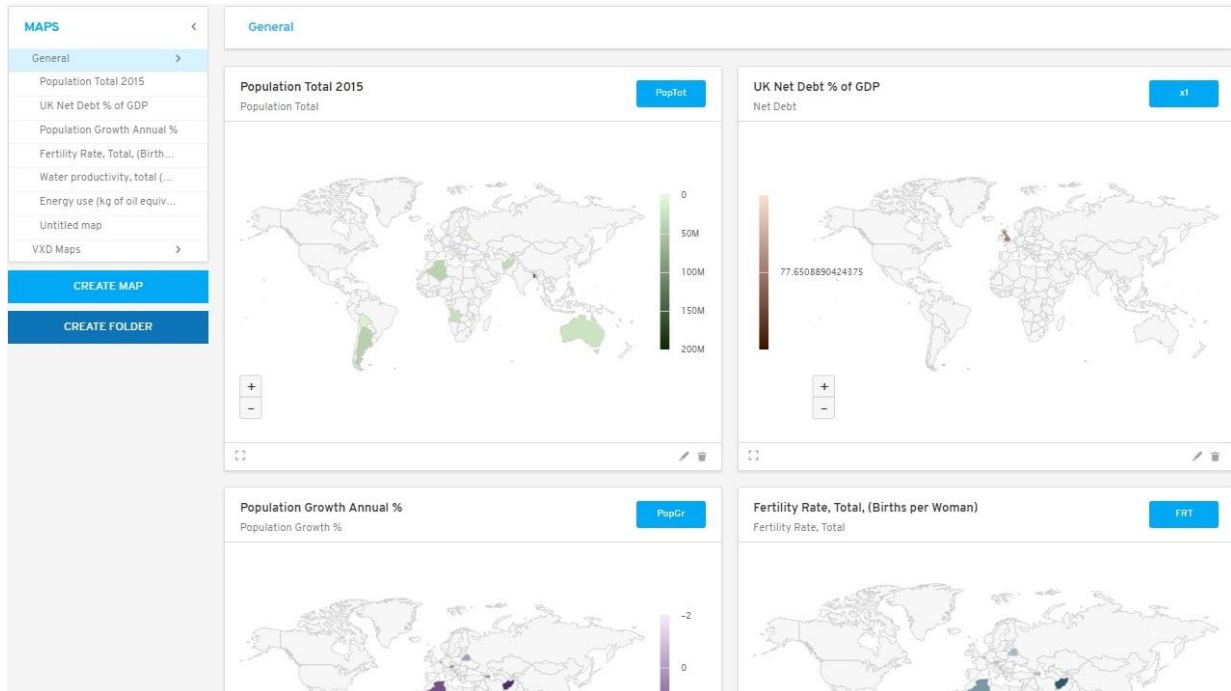 MAPS
General
Population Total 2015
UK Net Debt % of GDP
Population Growth Annual %
Fertility Rate, Total, (Birth...
Water productivity, total (...
Energy use (kg of oil equiv...
Untitled map
VXD Maps
CREATE MAP
CREATE FOLDER
General
Population Total 2015
Population Total
PopTot
0
50M
100M
150M
200M
+
−
UK Net Debt % of GDP
Net Debt
x1
77.6508890424375
+
−
Population Growth Annual %
Population Growth %
PopGr
−2
0
Fertility Rate, Total, (Births per Woman)
Fertility Rate, Total
FRT